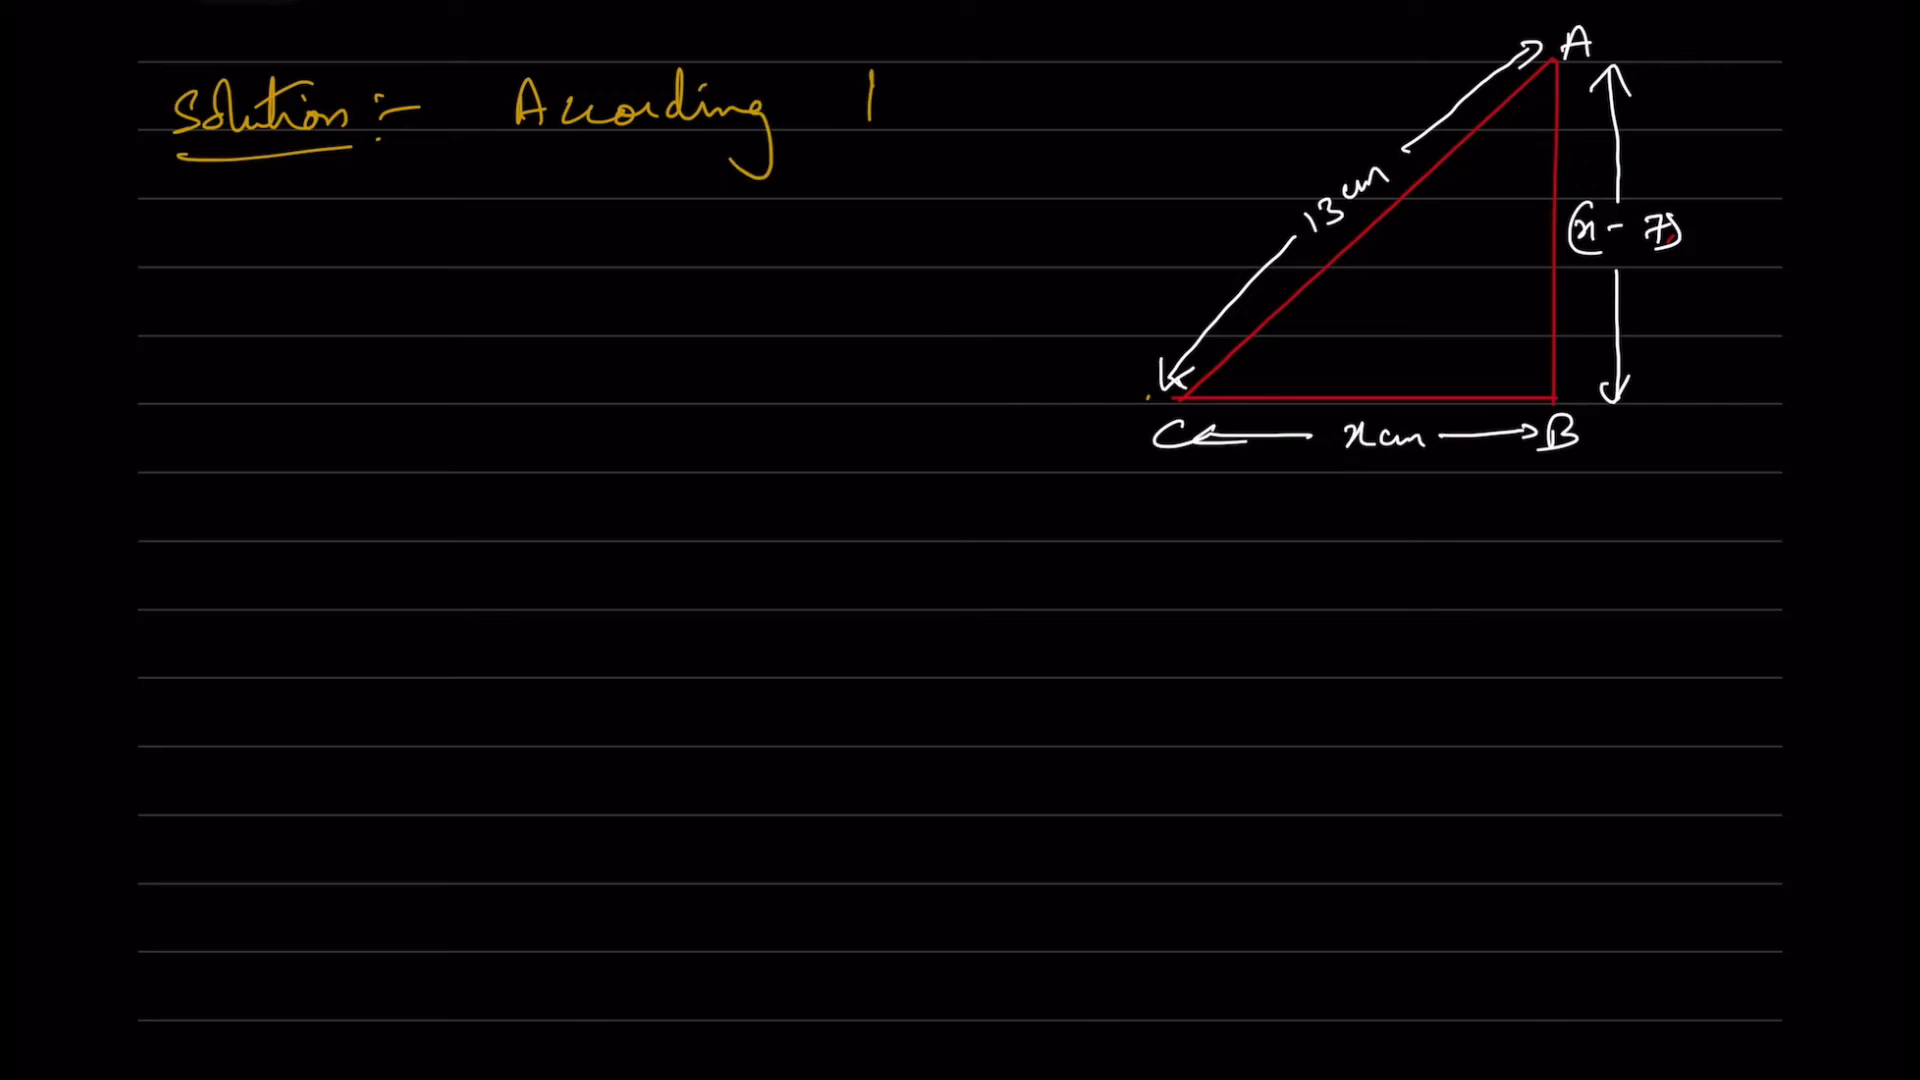 Solution :- According
A
13 cm
(x - 7)
C x cm B